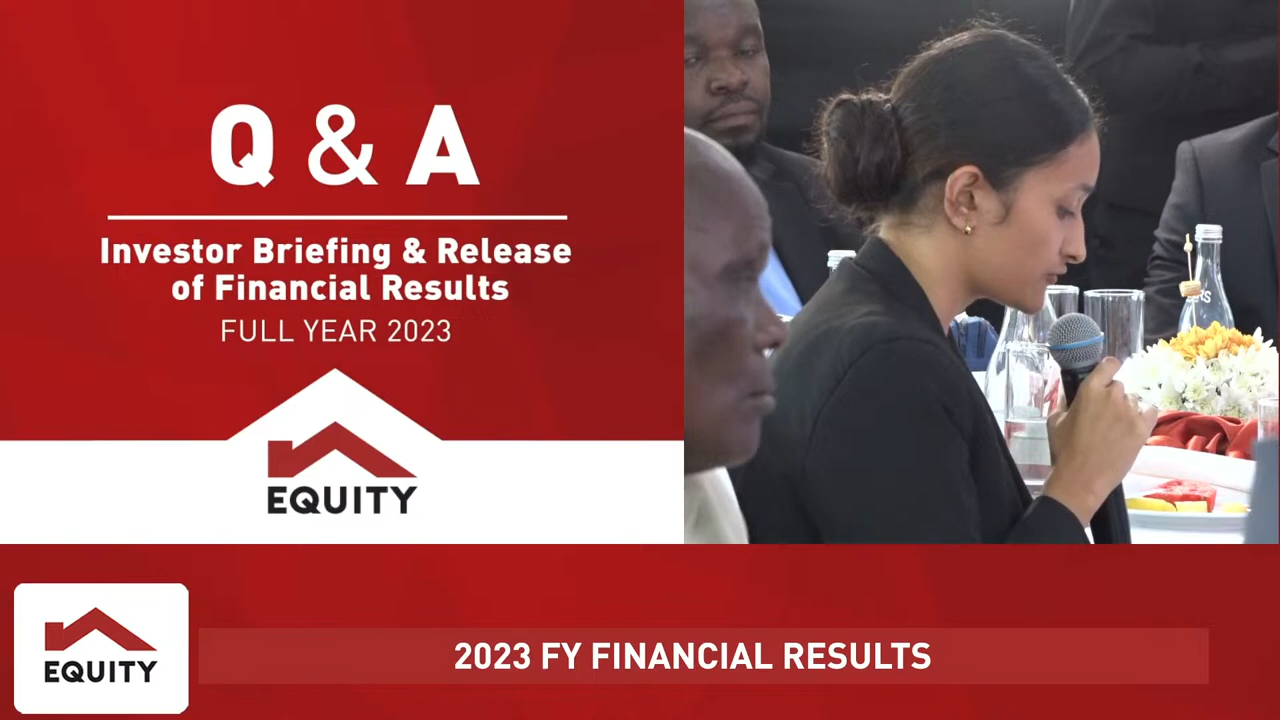 Q & A
Investor Briefing & Release
of Financial Results
FULL YEAR 2023
EQUITY
EQUITY
2023 FY FINANCIAL RESULTS